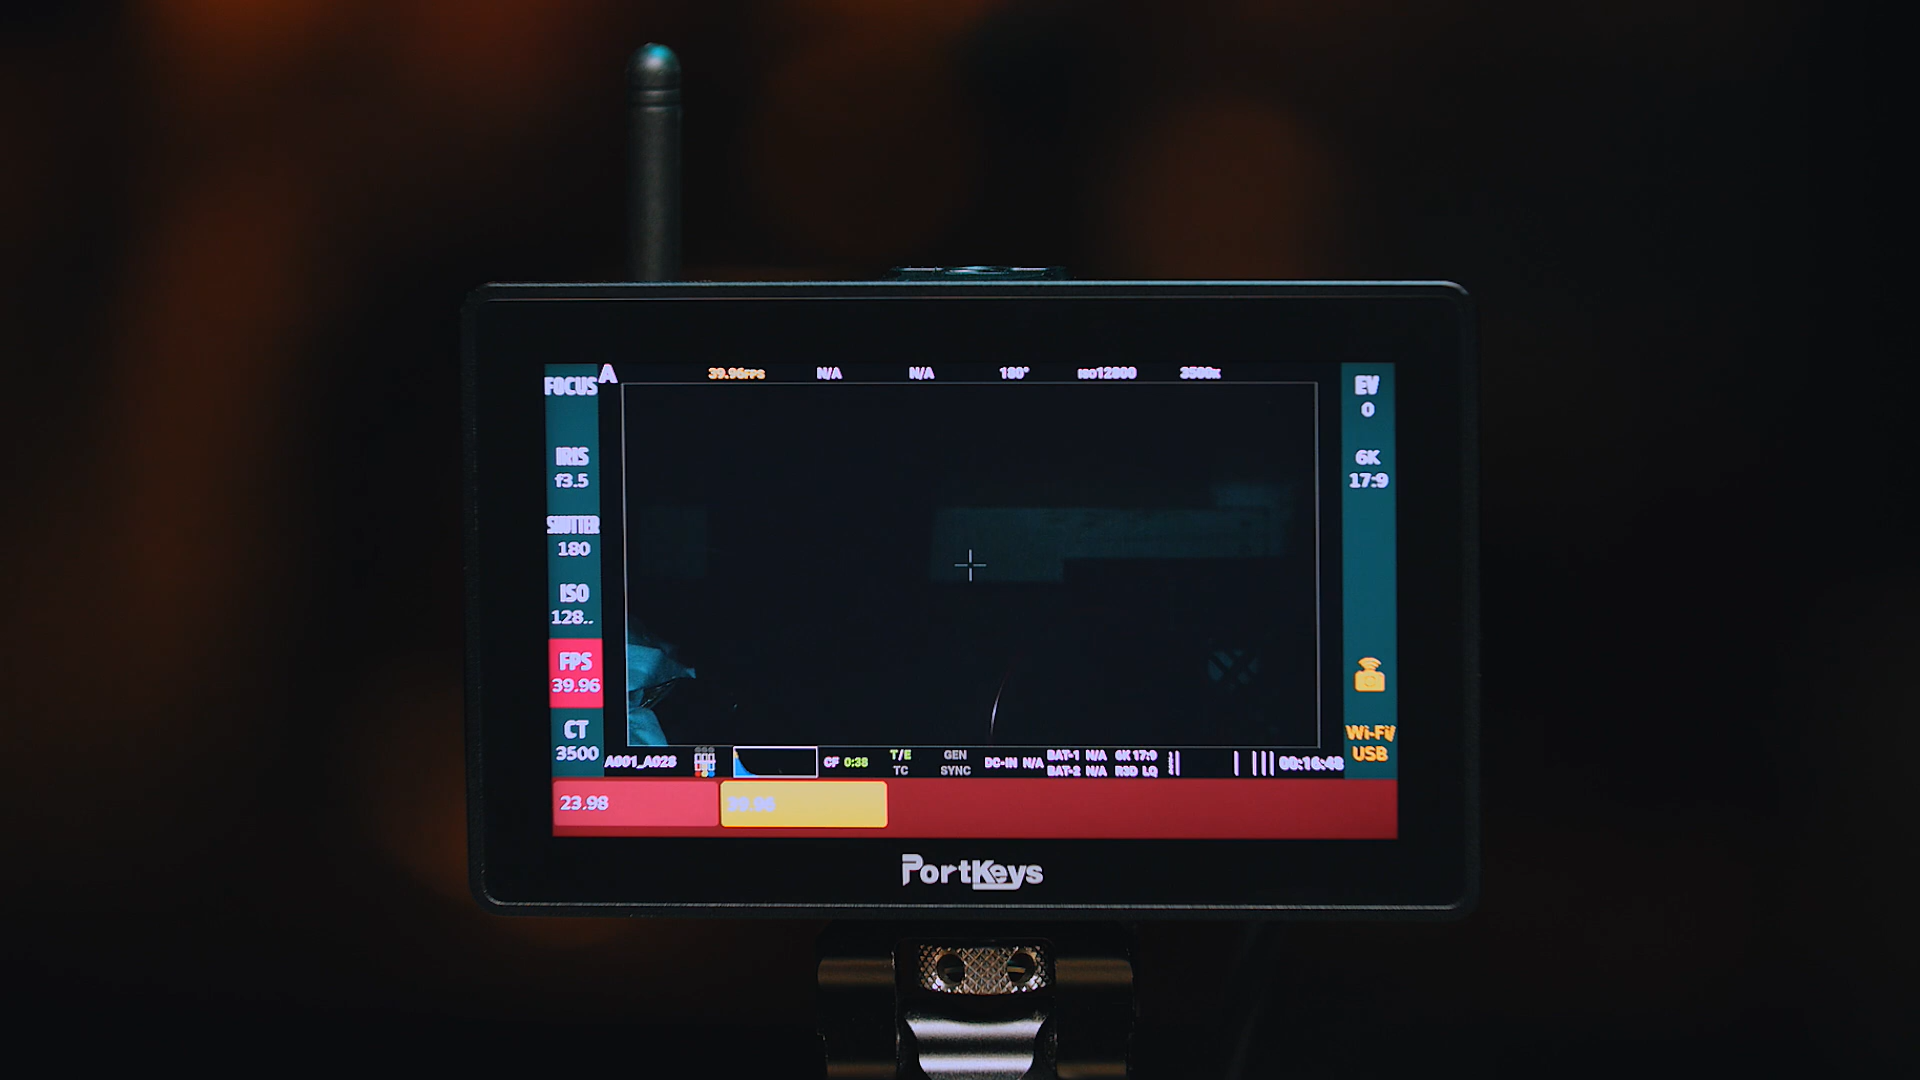 A 39.96FPS N/A N/A 180° ISO12800 3500K
FOCUS
IRIS
f3.5
SHUTTER
180
ISO
128..
FPS
39.96
CT
3500
EV
0
6K
17:9
Wi-Fi/
USB
A001_A028 CF 0:38 T/E GEN DC-IN N/A BAT-1 N/A 6K 17:9 00:16:48
TC SYNC BAT-2 N/A R3D LQ
23.98 39.96
PortKeys